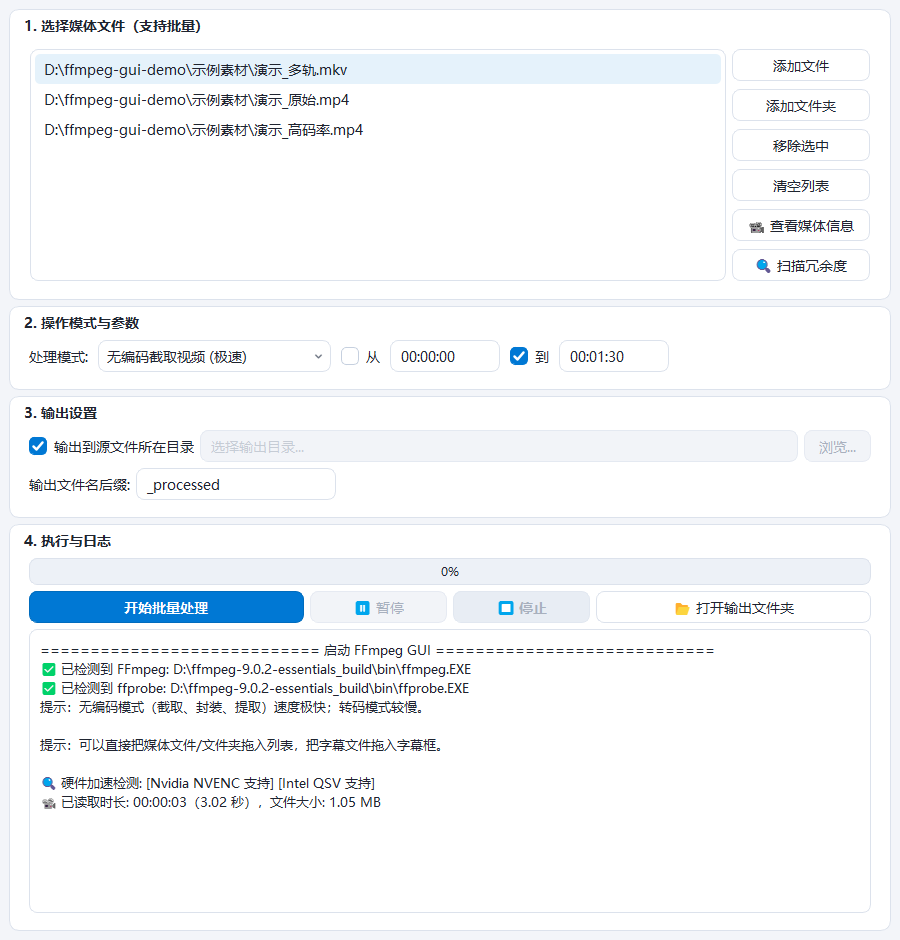 1. 选择媒体文件（支持批量）
D:\ffmpeg-gui-demo\示例素材\演示_多轨.mkv
D:\ffmpeg-gui-demo\示例素材\演示_原始.mp4
D:\ffmpeg-gui-demo\示例素材\演示_高码率.mp4
添加文件
添加文件夹
移除选中
清空列表
查看媒体信息
扫描冗余度
2. 操作模式与参数
处理模式: 无编码截取视频 (极速) 从 00:00:00 到 00:01:30
3. 输出设置
输出到源文件所在目录 选择输出目录... 浏览...
输出文件名后缀: _processed
4. 执行与日志
0%
开始批量处理 暂停 停止 打开输出文件夹
============================ 启动 FFmpeg GUI ============================
✅ 已检测到 FFmpeg: D:\ffmpeg-9.0.2-essentials_build\bin\ffmpeg.EXE
✅ 已检测到 ffprobe: D:\ffmpeg-9.0.2-essentials_build\bin\ffprobe.EXE
提示：无编码模式（截取、封装、提取）速度极快；转码模式较慢。
提示：可以直接把媒体文件/文件夹拖入列表，把字幕文件拖入字幕框。
🔍 硬件加速检测: [Nvidia NVENC 支持] [Intel QSV 支持]
📹 已读取时长: 00:00:03（3.02 秒），文件大小: 1.05 MB